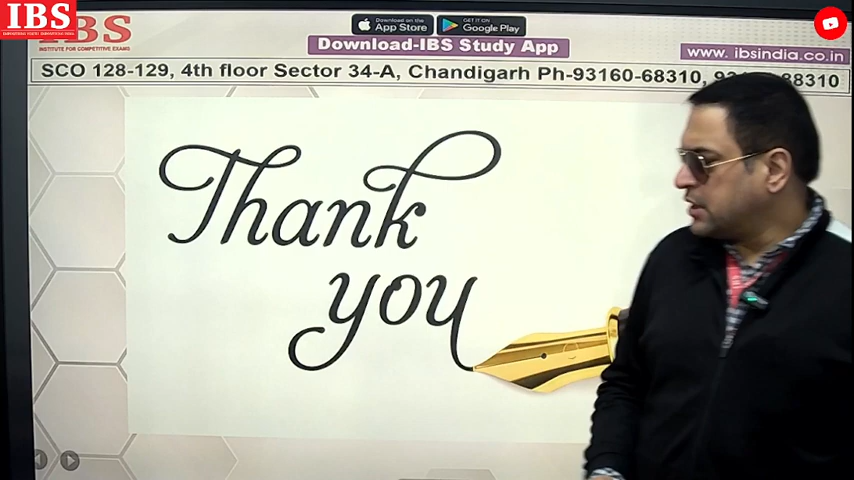 IBS
INSTITUTE FOR COMPETITIVE EXAMS
Download on the App Store
GET IT ON Google Play
Download-IBS Study App
www. ibsindia.co.in
SCO 128-129, 4th floor Sector 34-A, Chandigarh Ph-93160-68310,
Thank
you